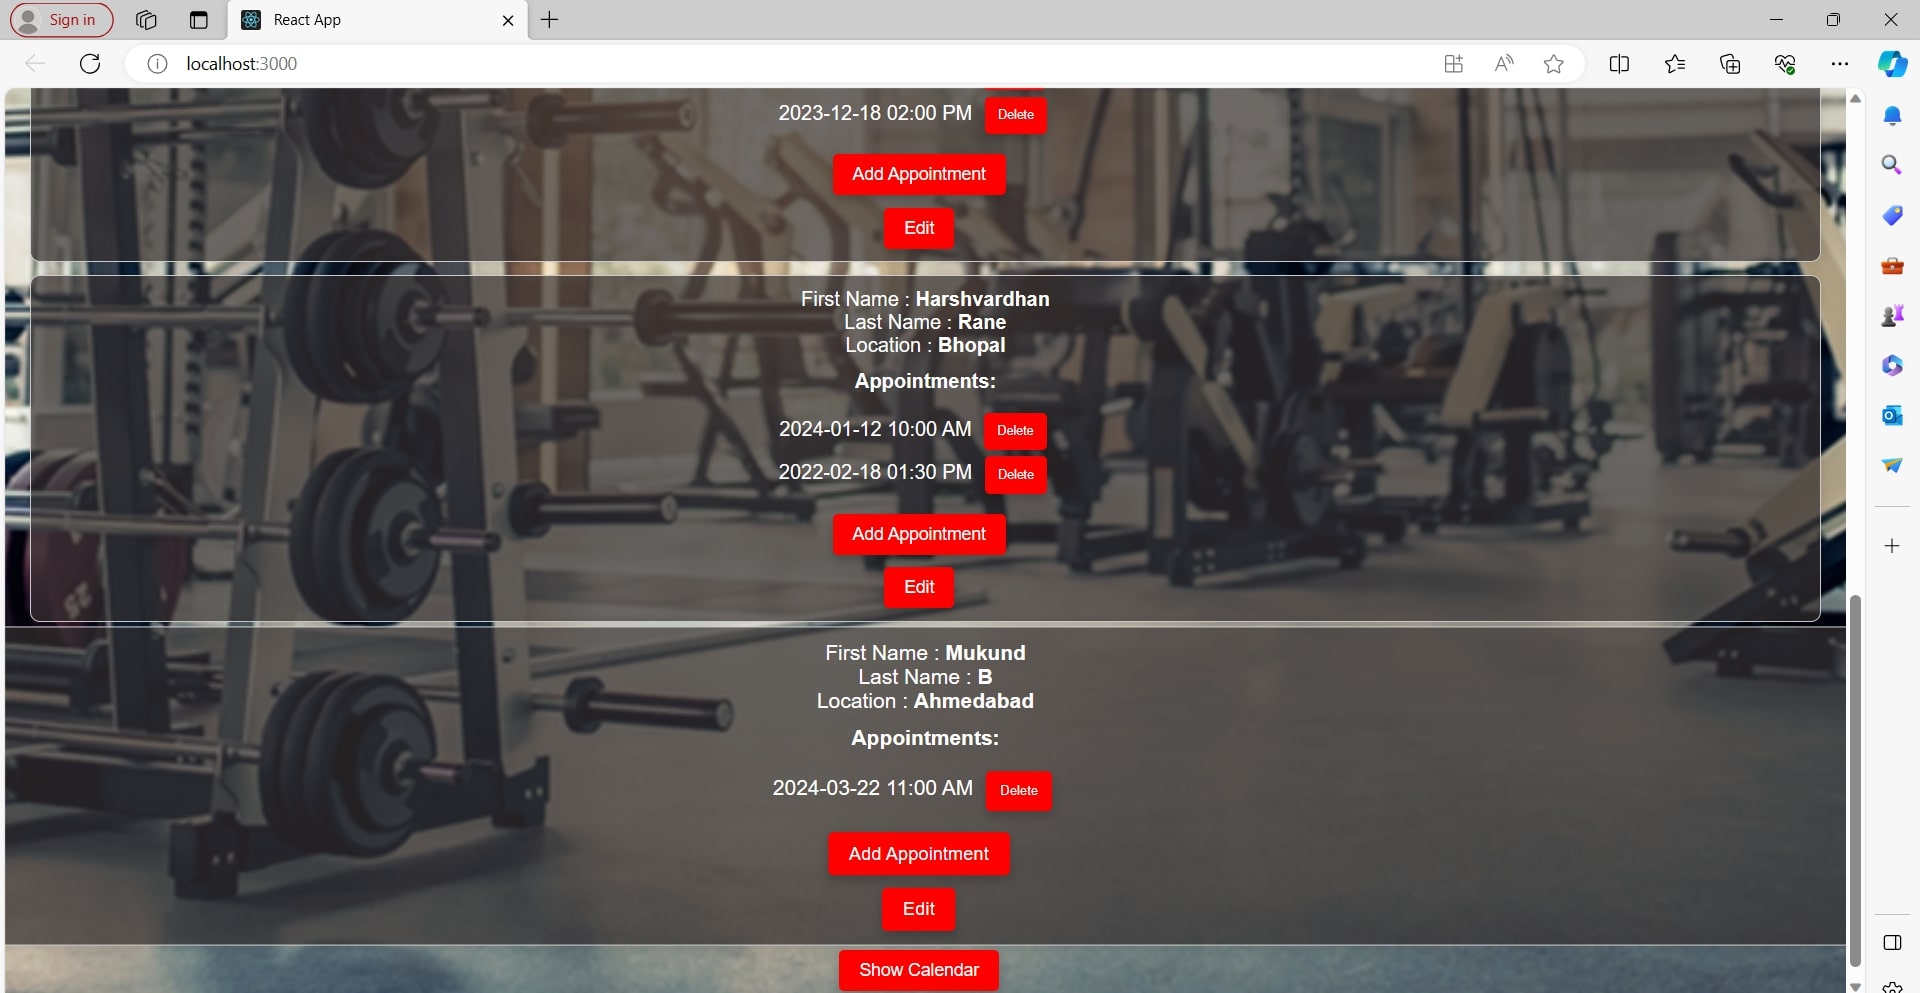 Sign in
React App
localhost:3000
2023-12-18 02:00 PM Delete
Add Appointment
Edit
First Name : Harshvardhan
Last Name : Rane
Location : Bhopal
Appointments:
2024-01-12 10:00 AM Delete
2022-02-18 01:30 PM Delete
Add Appointment
Edit
25
First Name : Mukund
Last Name : B
Location : Ahmedabad
Appointments:
2024-03-22 11:00 AM Delete
Add Appointment
Edit
Show Calendar